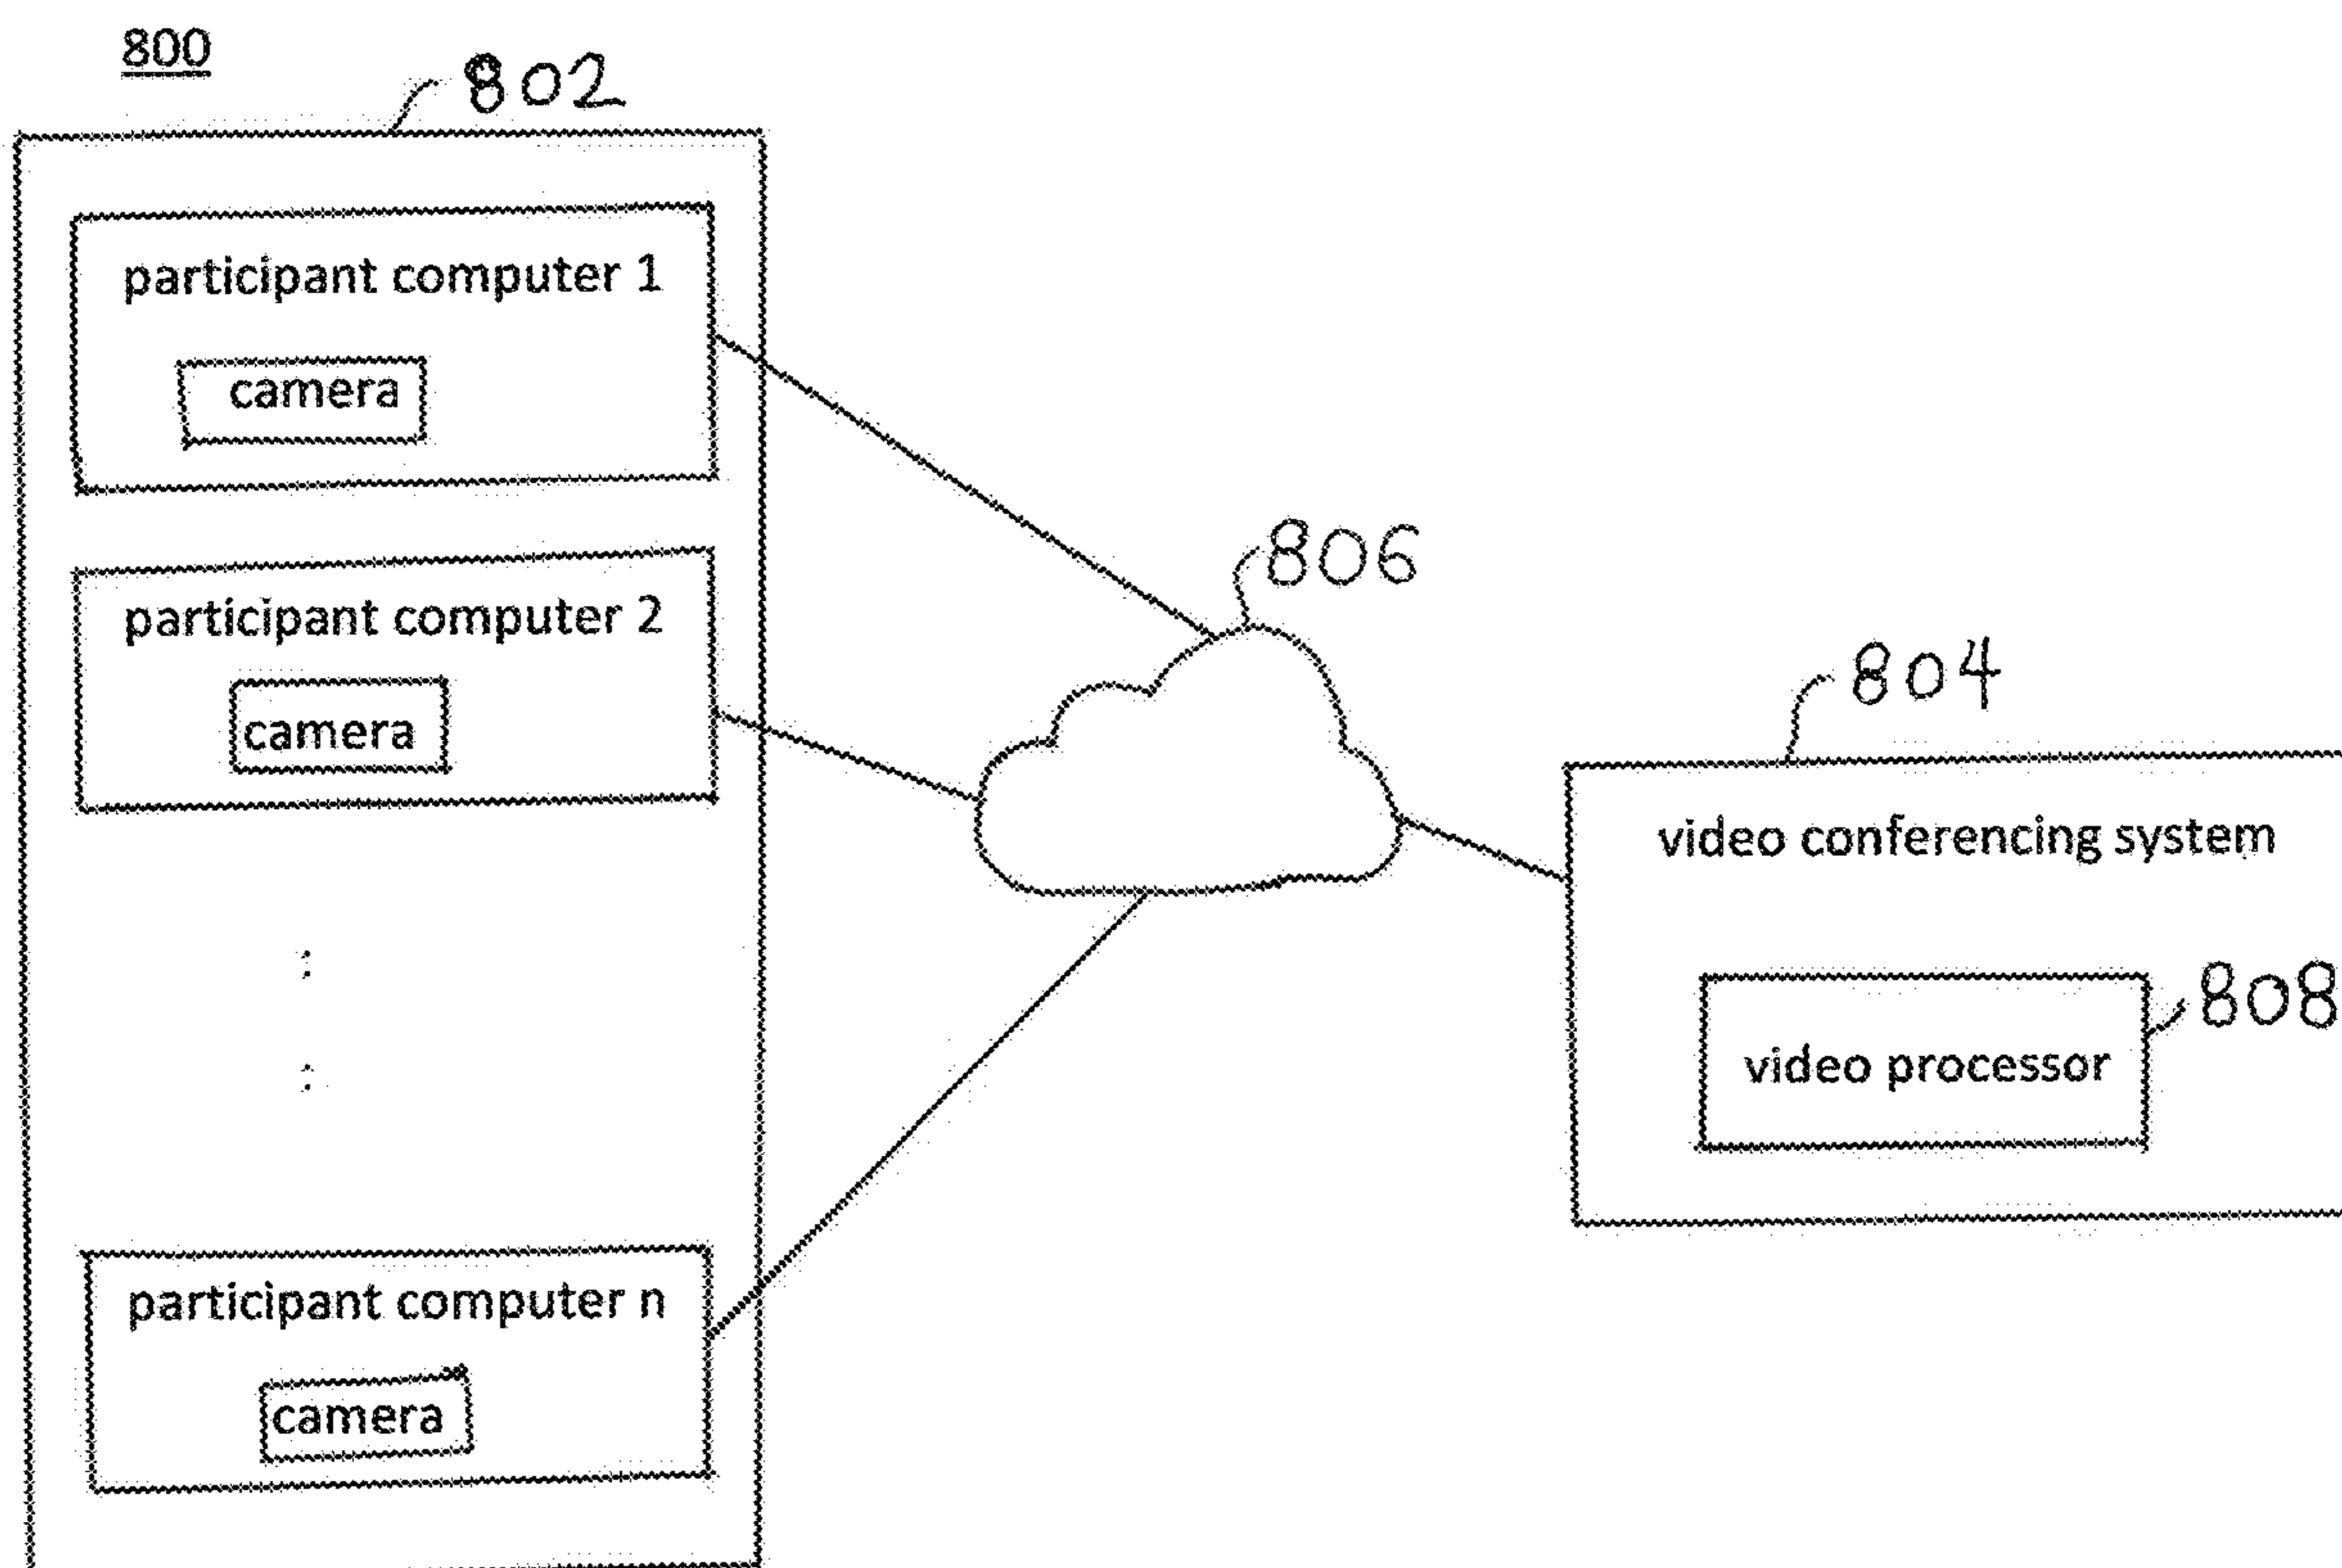 800
802
participant computer 1
camera
participant computer 2
camera
:
:
participant computer n
camera
806
804
video conferencing system
808
video processor